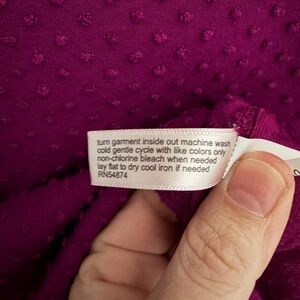 turn garment inside out machine wash
cold gentle cycle with like colors only
non-chlorine bleach when needed
lay flat to dry cool iron if needed
RN54874